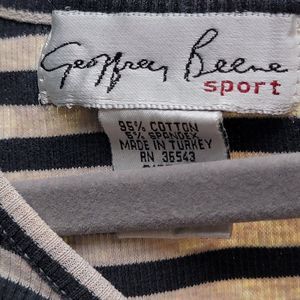 Geoffrey Beene
sport
95% COTTON
5% SPANDEX
MADE IN TURKEY
RN 36543